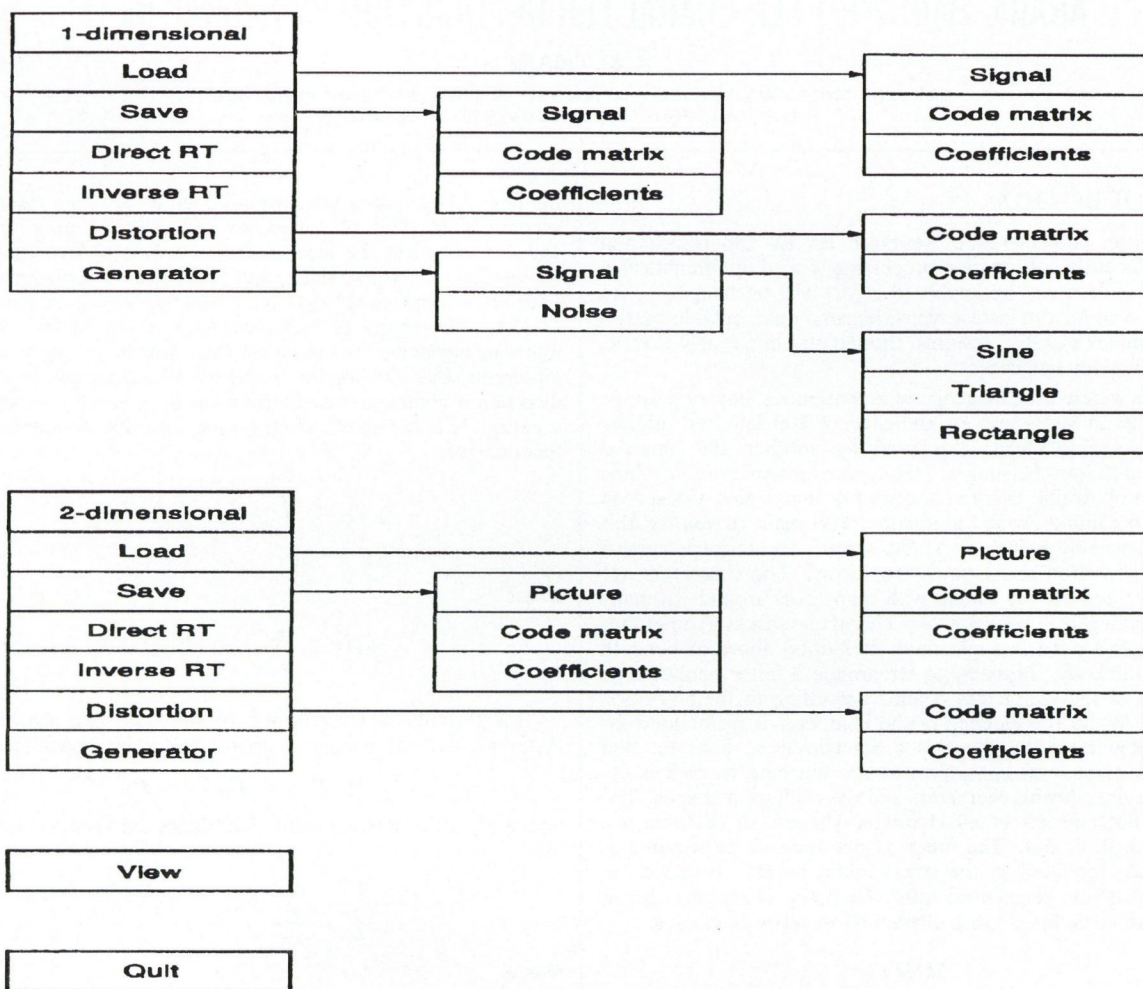 1-dimensional
Load
Save
Direct RT
Inverse RT
Distortion
Generator
Signal
Code matrix
Coefficients
Signal
Code matrix
Coefficients
Code matrix
Coefficients
Signal
Noise
Sine
Triangle
Rectangle
2-dimensional
Load
Save
Direct RT
Inverse RT
Distortion
Generator
Picture
Code matrix
Coefficients
Picture
Code matrix
Coefficients
Code matrix
Coefficients
View
Quit